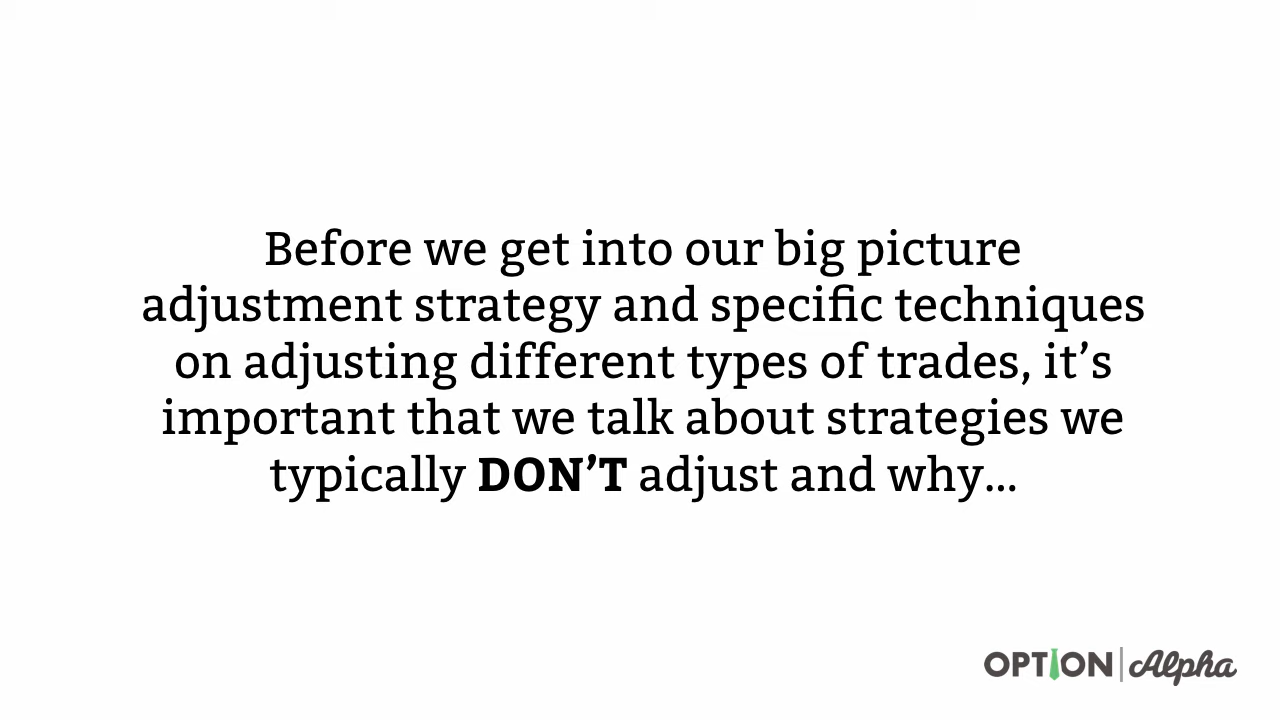 Before we get into our big picture
adjustment strategy and specific techniques
on adjusting different types of trades, it’s
important that we talk about strategies we
typically DON’T adjust and why...
OPTION | Alpha